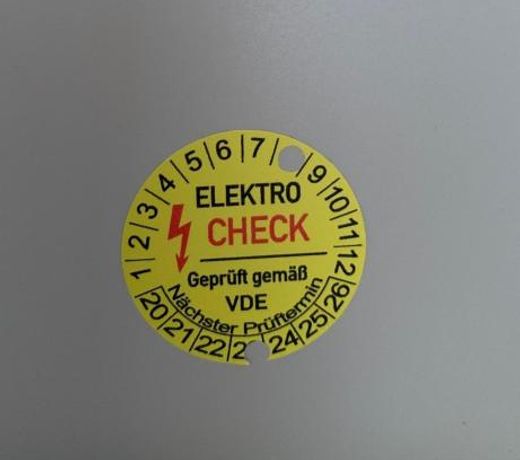 1 2 3 4 5 6 7 9 10 11 12
ELEKTRO
CHECK
Geprüft gemäß
VDE
Nächster Prüftermin
20 21 22 2 24 25 26